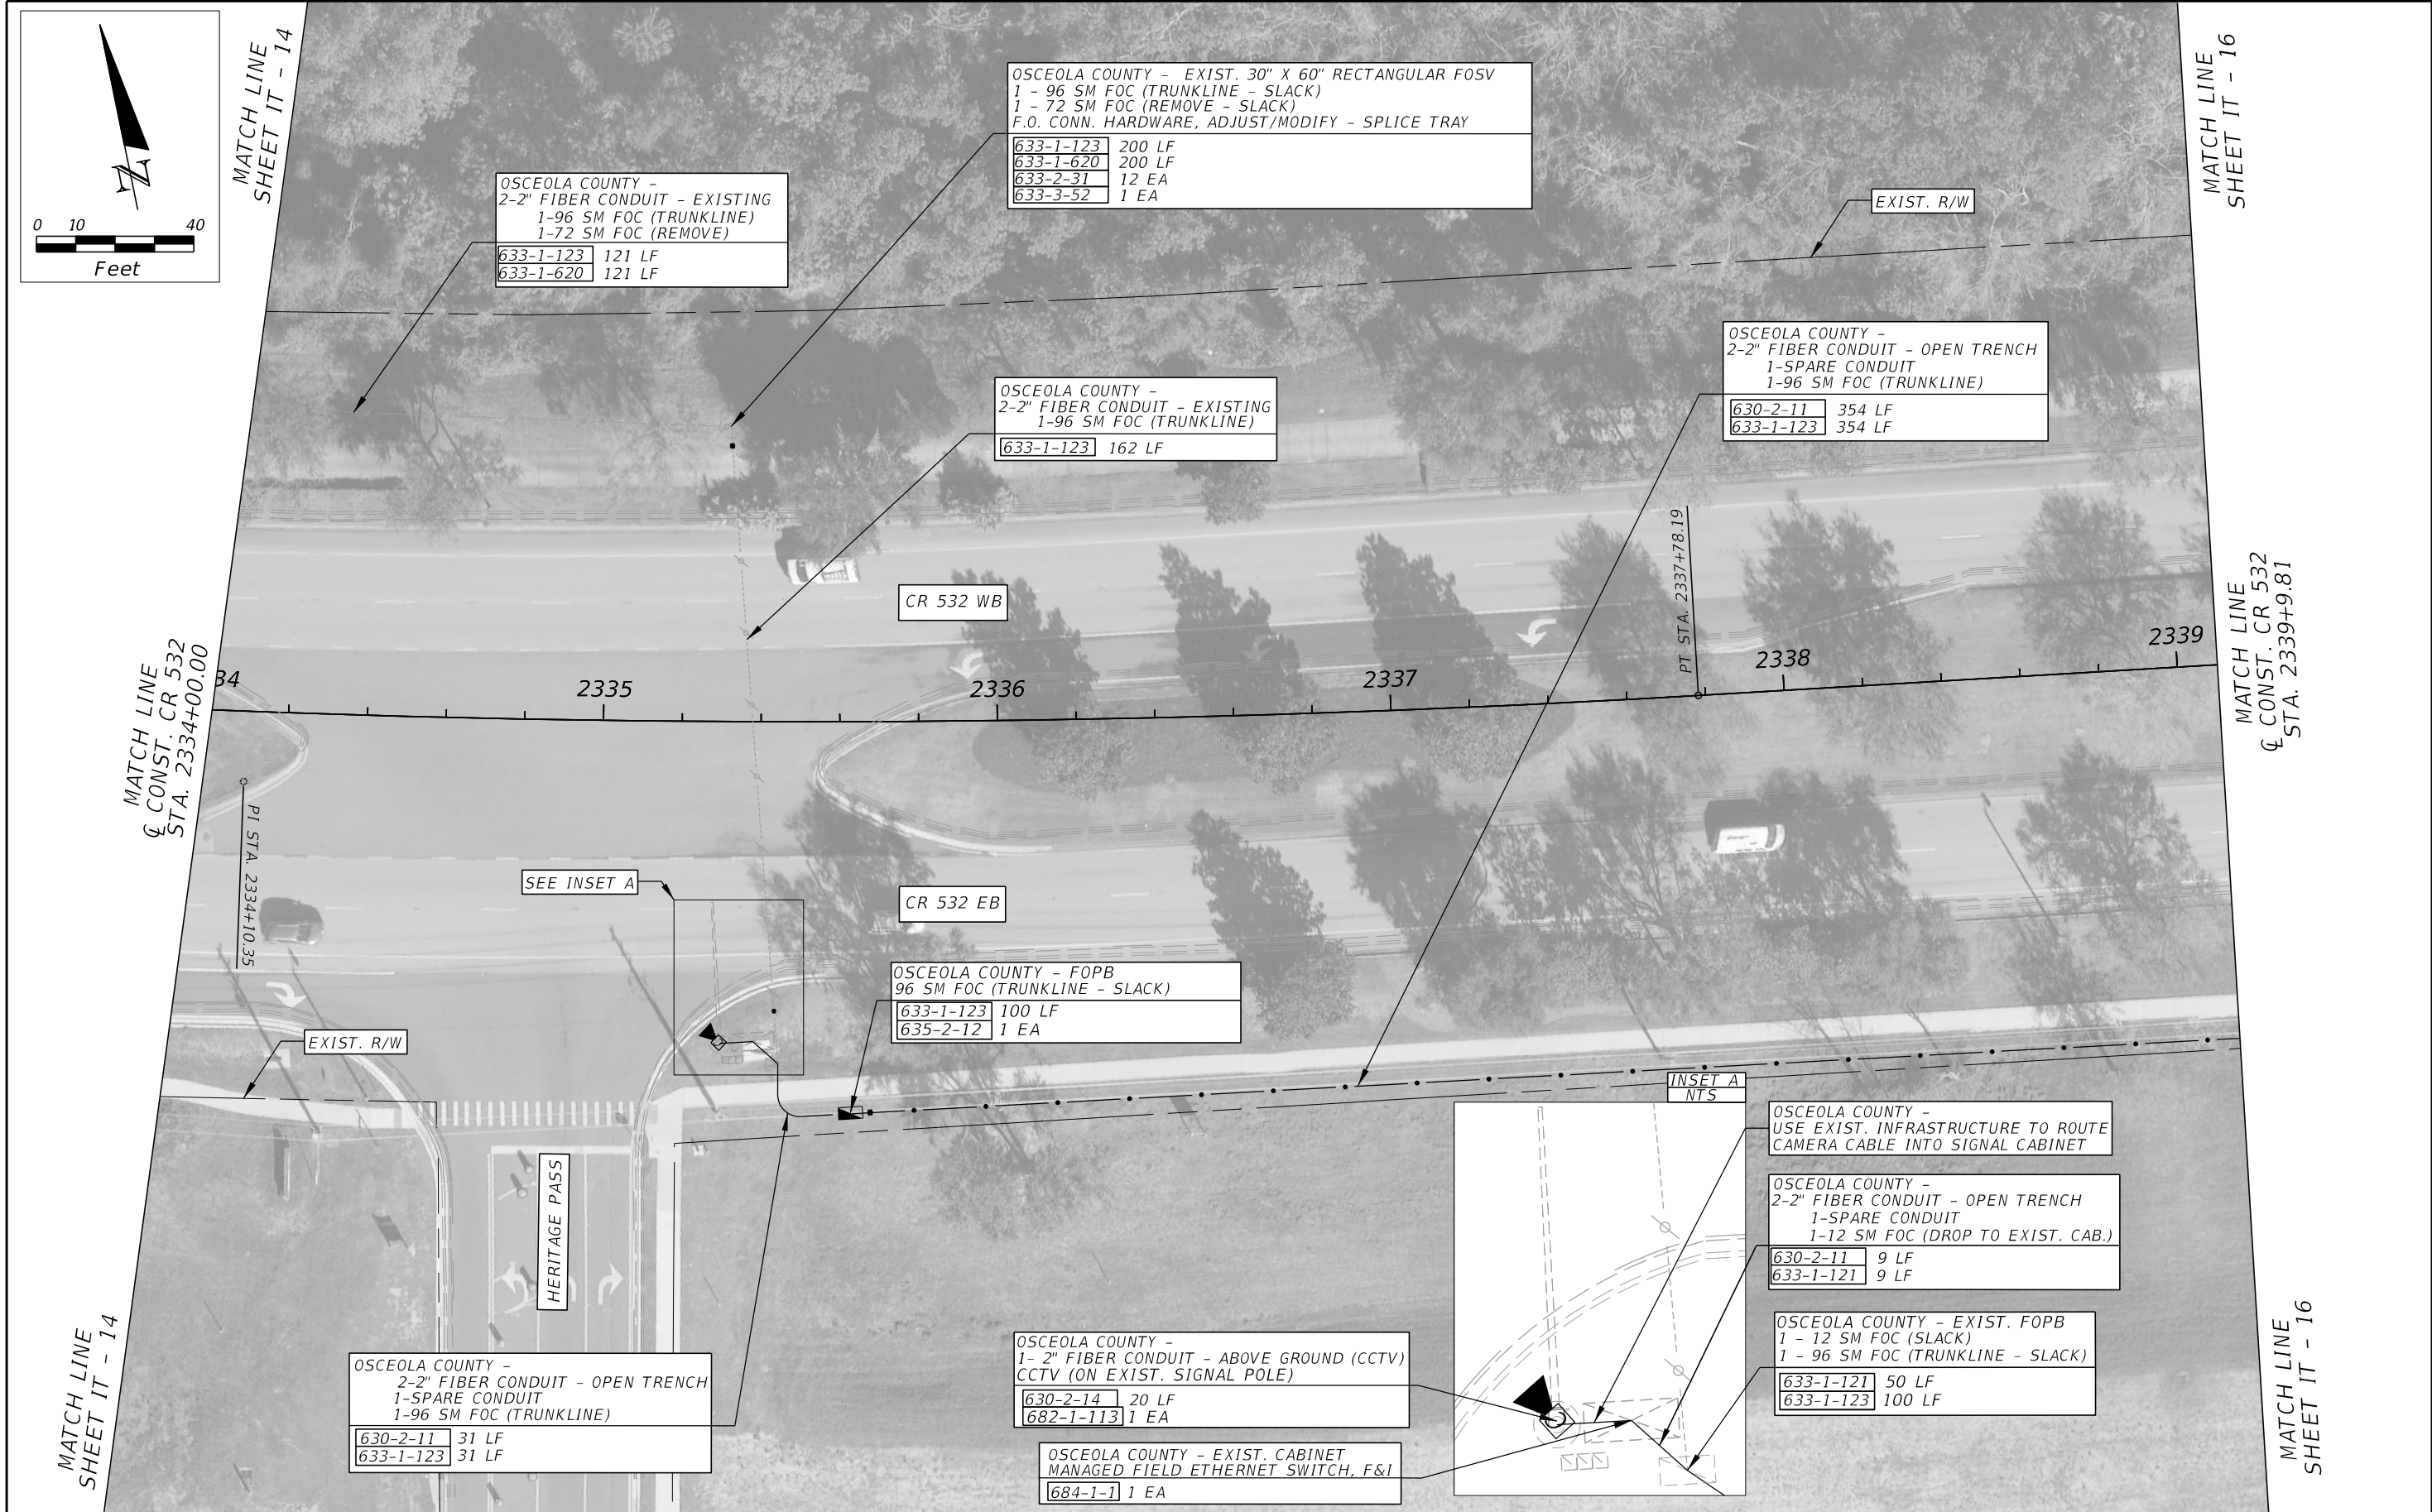 MATCH LINE
SHEET IT - 14
0 10 40
Feet
OSCEOLA COUNTY -
2-2" FIBER CONDUIT - EXISTING
1-96 SM FOC (TRUNKLINE)
1-72 SM FOC (REMOVE)
633-1-123 121 LF
633-1-620 121 LF
OSCEOLA COUNTY - EXIST. 30" X 60" RECTANGULAR FOSV
1 - 96 SM FOC (TRUNKLINE - SLACK)
1 - 72 SM FOC (REMOVE - SLACK)
F.O. CONN. HARDWARE, ADJUST/MODIFY - SPLICE TRAY
633-1-123 200 LF
633-1-620 200 LF
633-2-31 12 EA
633-3-52 1 EA
MATCH LINE
SHEET IT - 16
EXIST. R/W
OSCEOLA COUNTY -
2-2" FIBER CONDUIT - OPEN TRENCH
1-SPARE CONDUIT
1-96 SM FOC (TRUNKLINE)
630-2-11 354 LF
633-1-123 354 LF
OSCEOLA COUNTY -
2-2" FIBER CONDUIT - EXISTING
1-96 SM FOC (TRUNKLINE)
633-1-123 162 LF
PT STA. 2337+78.19
CR 532 WB
MATCH LINE
℄ CONST. CR 532
STA. 2334+00.00
34
2335
2336
2337
2338
2339
MATCH LINE
℄ CONST. CR 532
STA. 2339+9.81
PI STA. 2334+10.35
SEE INSET A
CR 532 EB
OSCEOLA COUNTY - FOPB
96 SM FOC (TRUNKLINE - SLACK)
633-1-123 100 LF
635-2-12 1 EA
EXIST. R/W
INSET A
NTS
OSCEOLA COUNTY -
USE EXIST. INFRASTRUCTURE TO ROUTE
CAMERA CABLE INTO SIGNAL CABINET
OSCEOLA COUNTY -
2-2" FIBER CONDUIT - OPEN TRENCH
1-SPARE CONDUIT
1-12 SM FOC (DROP TO EXIST. CAB.)
630-2-11 9 LF
633-1-121 9 LF
HERITAGE PASS
OSCEOLA COUNTY - EXIST. FOPB
1 - 12 SM FOC (SLACK)
1 - 96 SM FOC (TRUNKLINE - SLACK)
633-1-121 50 LF
633-1-123 100 LF
OSCEOLA COUNTY -
1- 2" FIBER CONDUIT - ABOVE GROUND (CCTV)
CCTV (ON EXIST. SIGNAL POLE)
630-2-14 20 LF
682-1-113 1 EA
OSCEOLA COUNTY -
2-2" FIBER CONDUIT - OPEN TRENCH
1-SPARE CONDUIT
1-96 SM FOC (TRUNKLINE)
630-2-11 31 LF
633-1-123 31 LF
OSCEOLA COUNTY - EXIST. CABINET
MANAGED FIELD ETHERNET SWITCH, F&I
684-1-1 1 EA
MATCH LINE
SHEET IT - 14
MATCH LINE
SHEET IT - 16